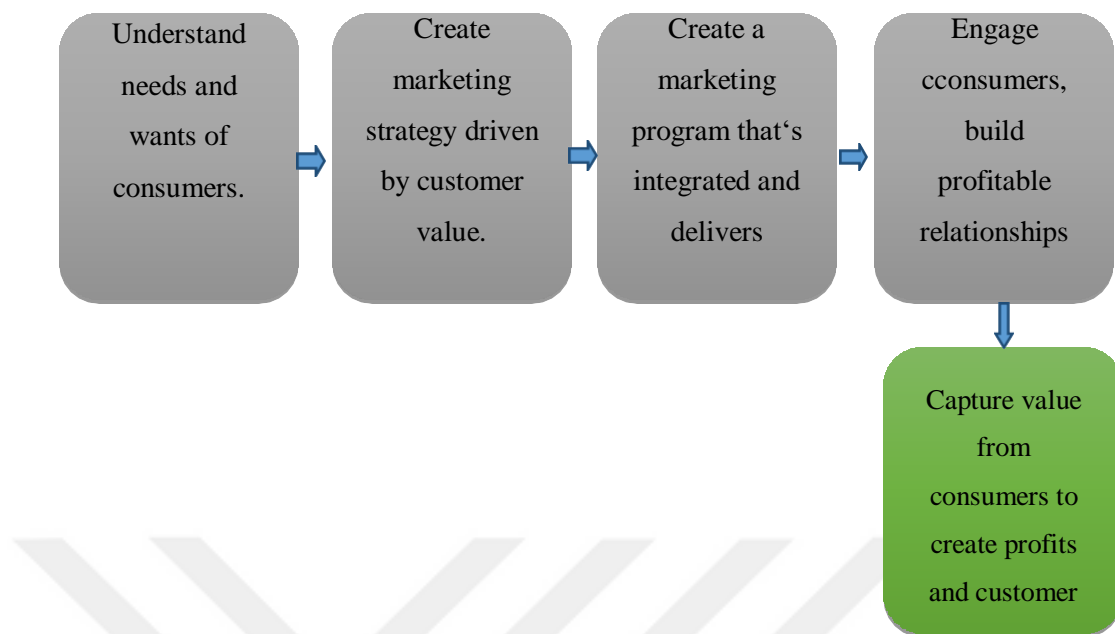 Understand
needs and
wants of
consumers.
Create
marketing
strategy driven
by customer
value.
Create a
marketing
program that‘s
integrated and
delivers
Engage
cconsumers,
build
profitable
relationships
Capture value
from
consumers to
create profits
and customer